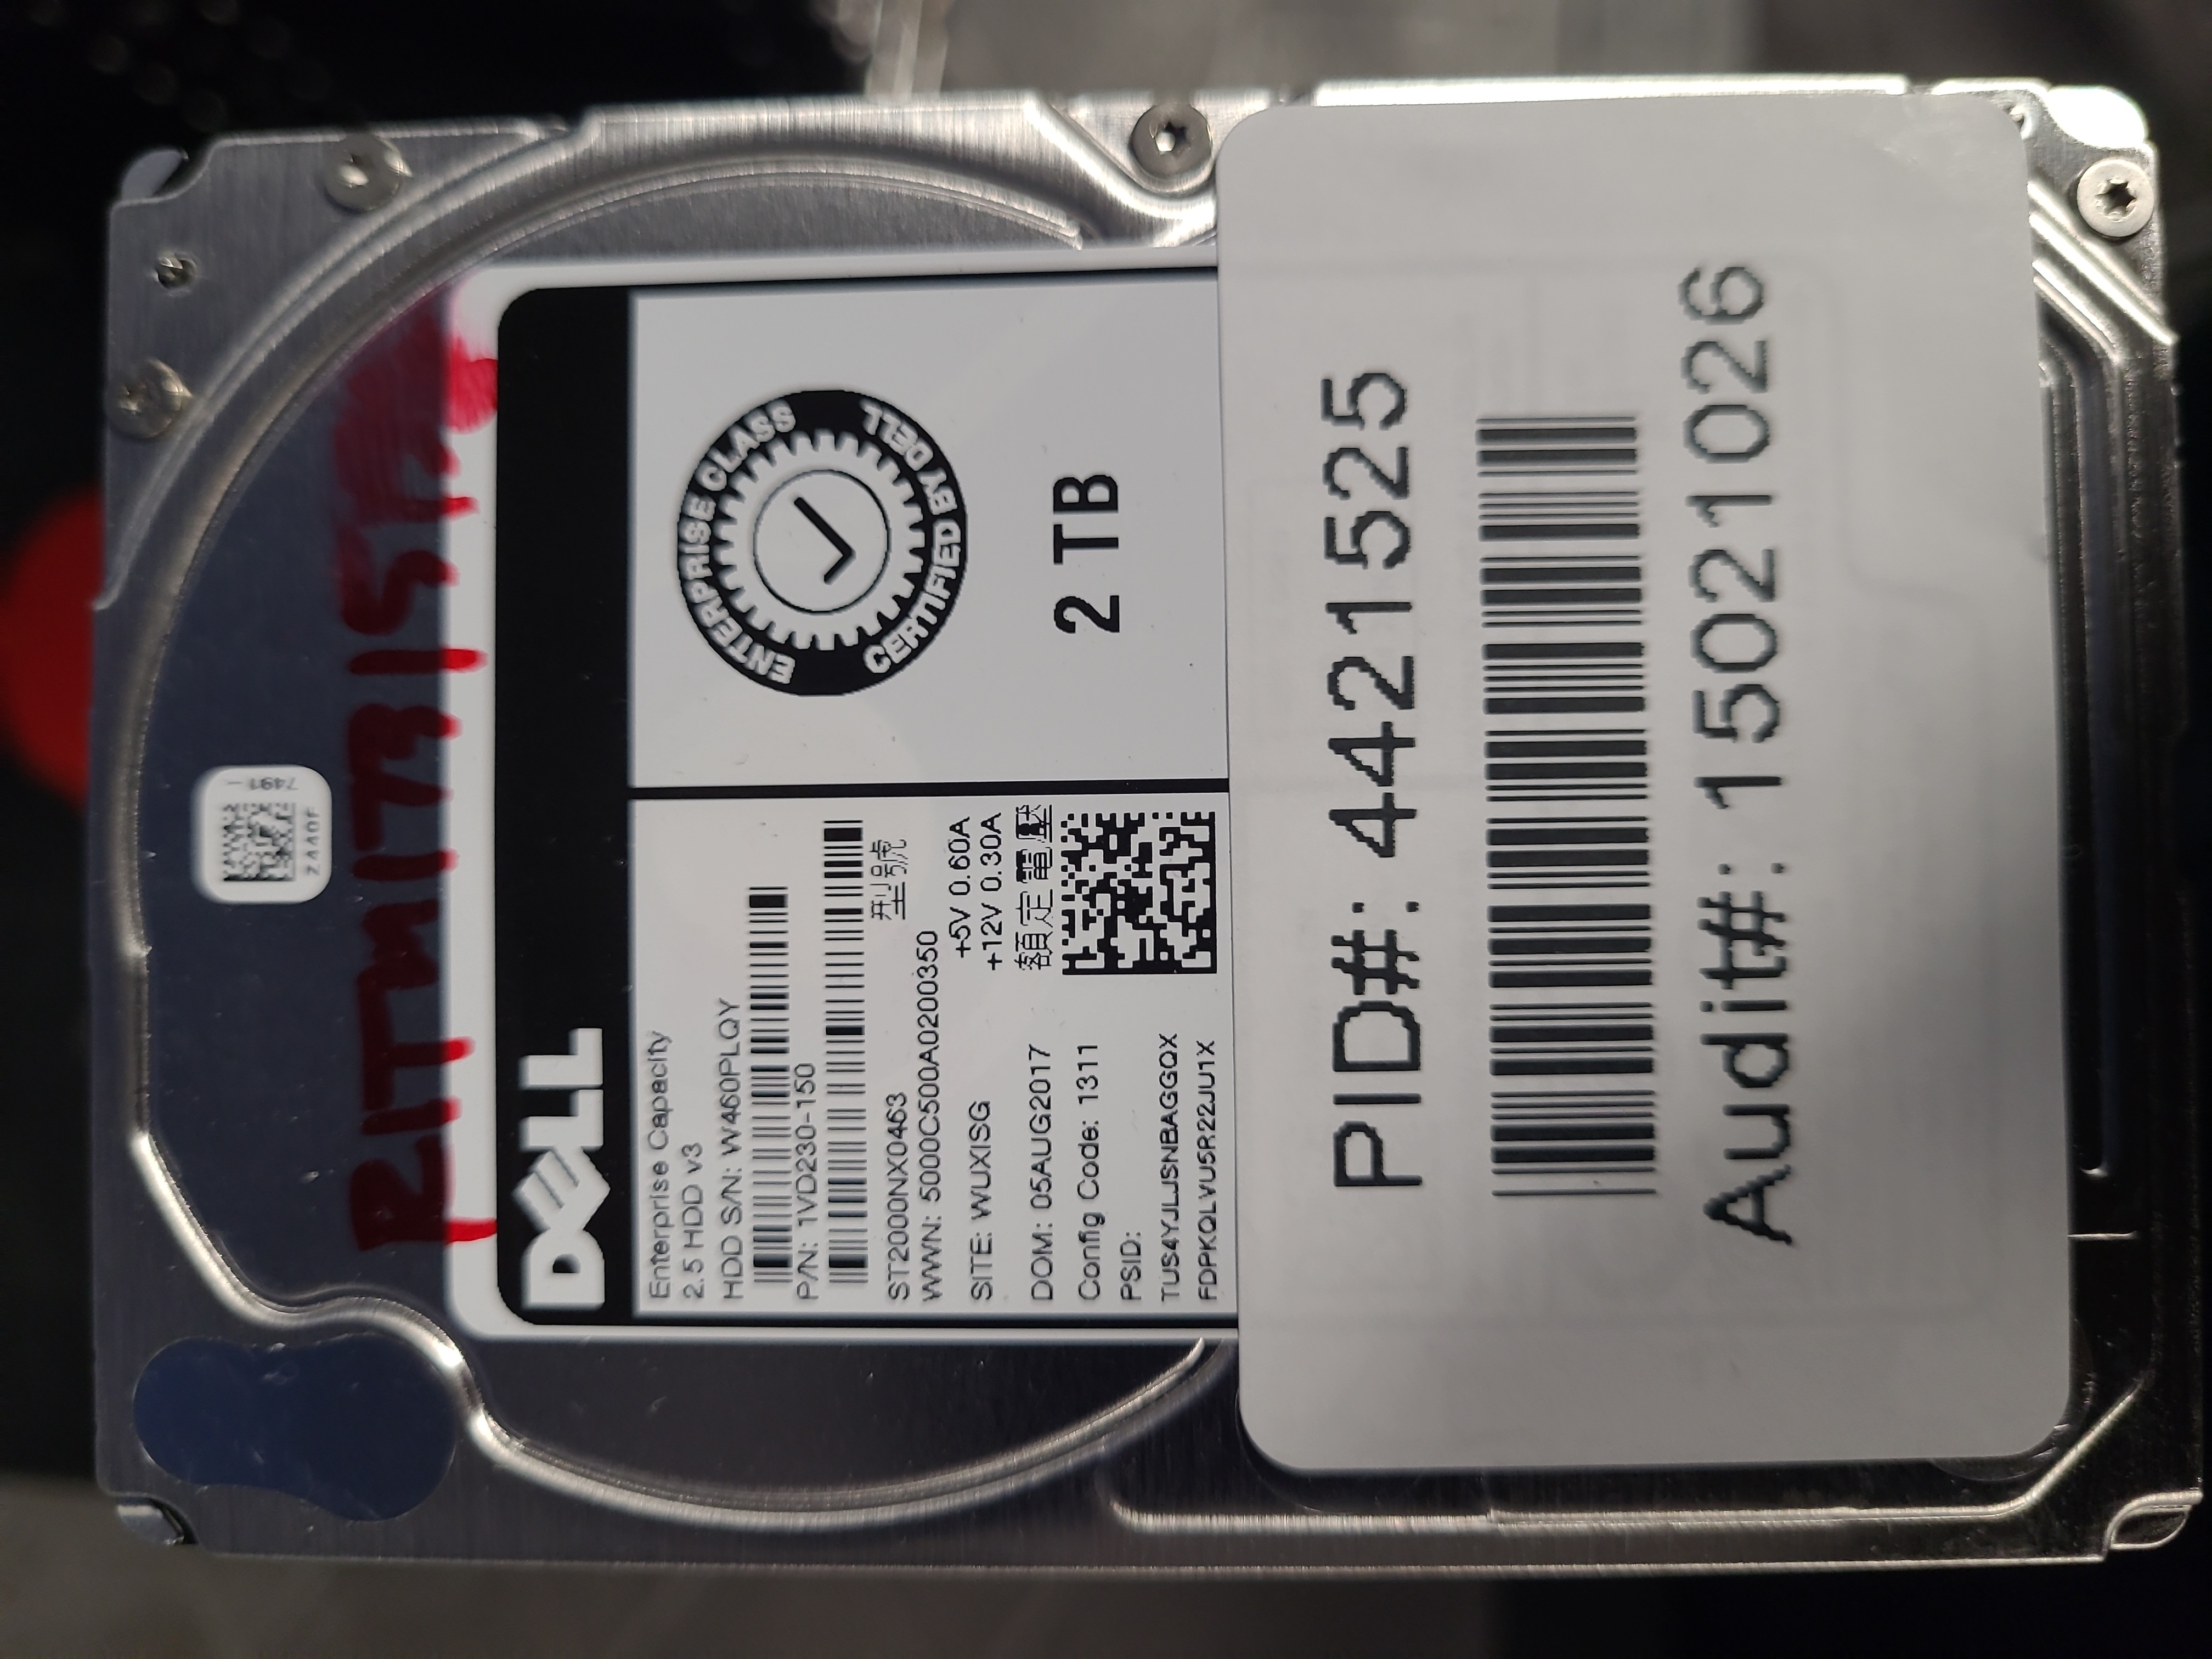 Z440F
7491
DELL
Enterprise Capacity
2.5 HDD v3
HDD S/N: W460PLQY
P/N: 1VD230-150
ST2000NX0463 型號
WWN: 5000C500A0200350
+5V 0.60A
SITE: WUXISG
+12V 0.30A
額定電壓
DOM: 05AUG2017
Config Code: 1311
PSID:
TUS4YJLJSNBAGGQX
FDPKQLVU5R22JU1X
ENTERPRISE CLASS
CERTIFIED BY DELL
2 TB
PID#: 4421525
Audit#: 15021026